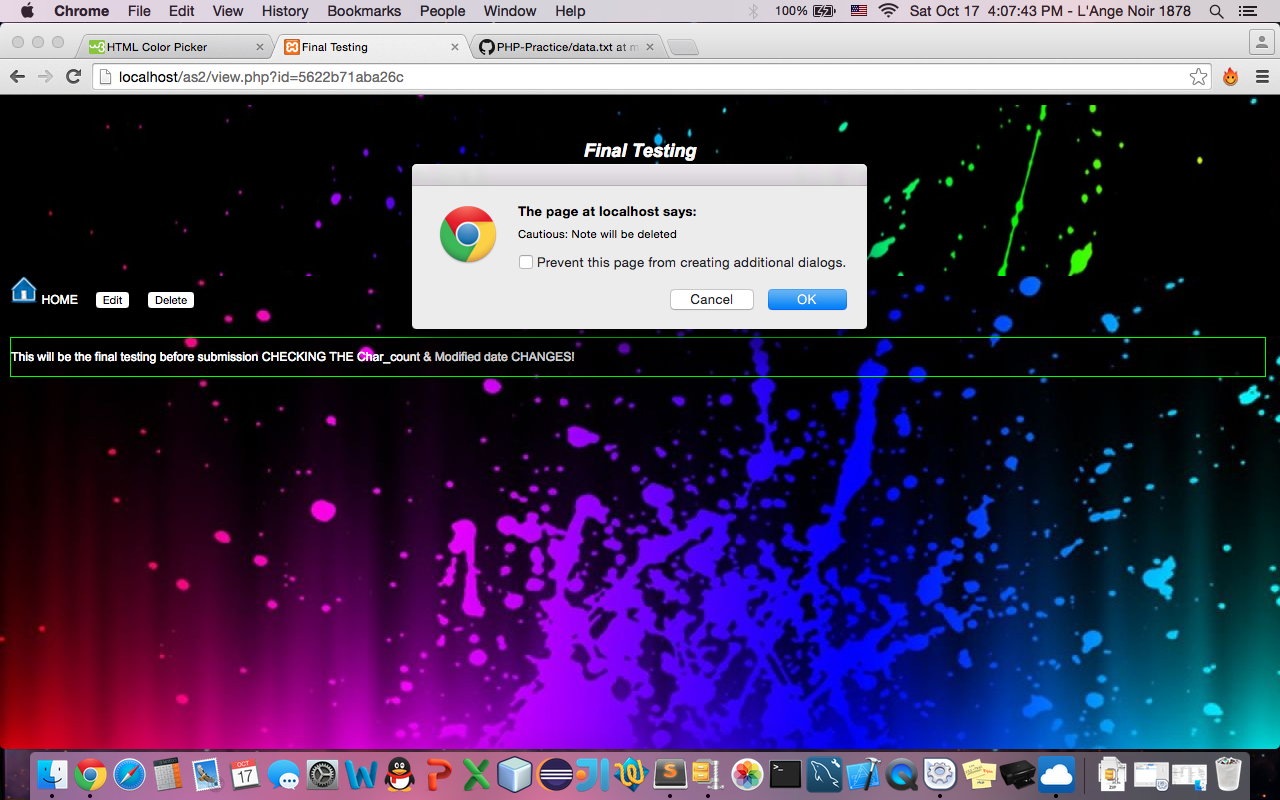 Chrome File Edit View History Bookmarks People Window Help 100% Sat Oct 17 4:07:43 PM - L'Ange Noir 1878
HTML Color Picker Final Testing PHP-Practice/data.txt at m
localhost/as2/view.php?id=5622b71aba26c
Final Testing
The page at localhost says:
Cautious: Note will be deleted
Prevent this page from creating additional dialogs.
Cancel OK
HOME Edit Delete
This will be the final testing before submission CHECKING THE Char_count & Modified date CHANGES!
OCT
17